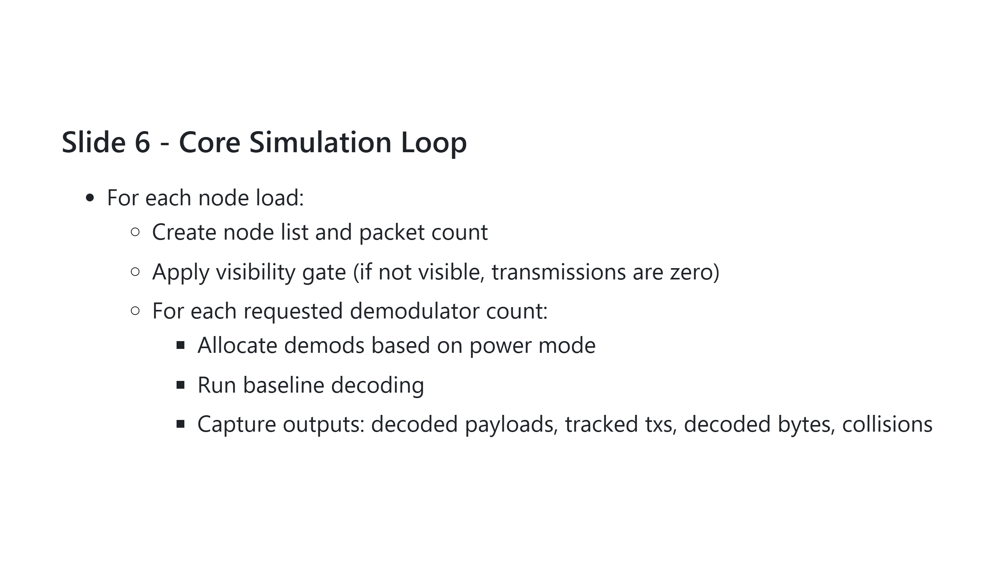 Slide 6 - Core Simulation Loop
For each node load:
Create node list and packet count
Apply visibility gate (if not visible, transmissions are zero)
For each requested demodulator count:
Allocate demods based on power mode
Run baseline decoding
Capture outputs: decoded payloads, tracked txs, decoded bytes, collisions